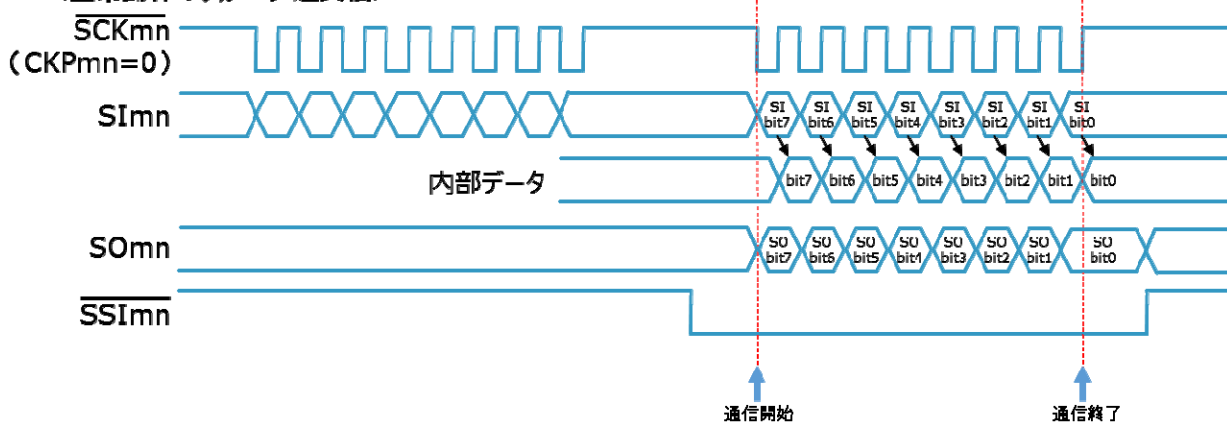 SCKmn
(CKPmn=0)
SImn
SI bit7
SI bit6
SI bit5
SI bit4
SI bit3
SI bit2
SI bit1
SI bit0
内部データ
bit7
bit6
bit5
bit4
bit3
bit2
bit1
bit0
SOmn
SO bit7
SO bit6
SO bit5
SO bit4
SO bit3
SO bit2
SO bit1
SO bit0
SSImn
通信開始
通信終了